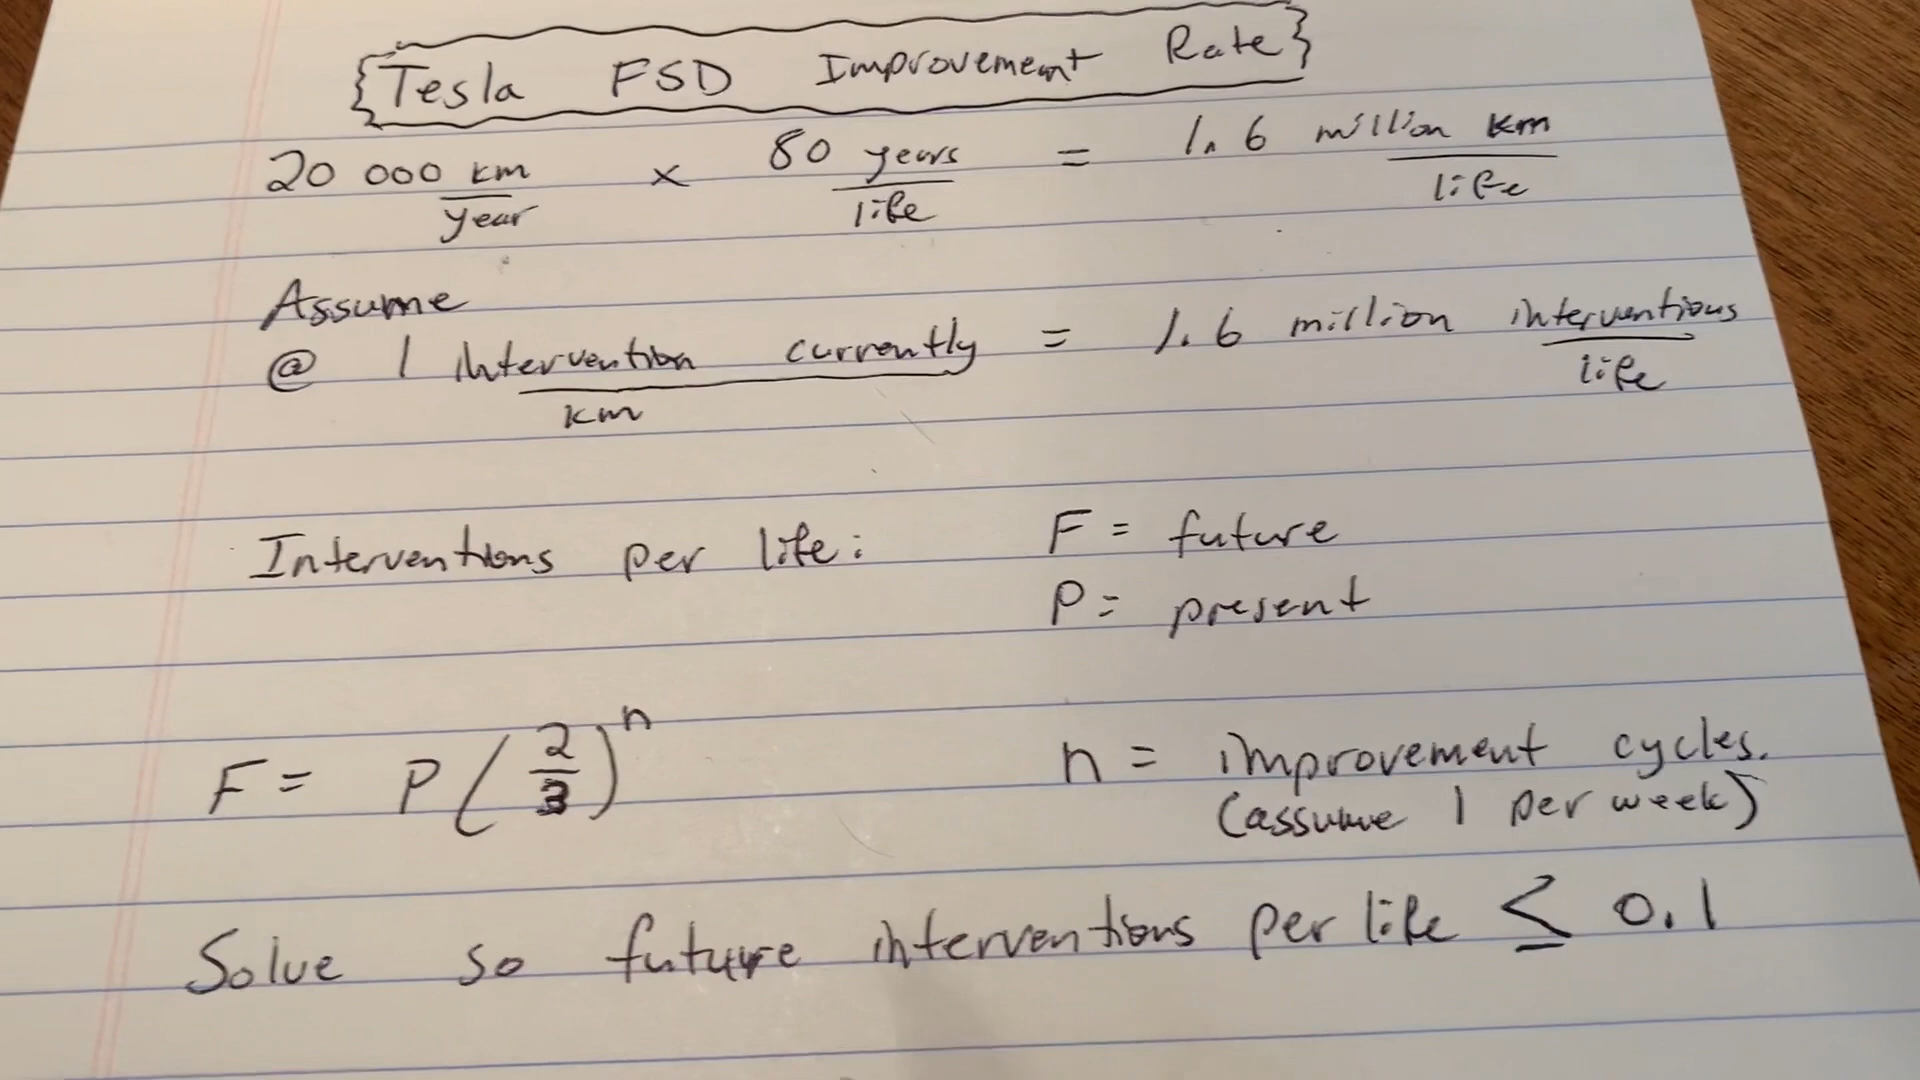 {Tesla FSD Improvement Rate}
20 000 km/year × 80 years/life = 1.6 million km/life
Assume
@ 1 intervention currently/km = 1.6 million interventions/life
Interventions per life: F = future
P = present
F = P(2/3)^n n = improvement cycles.
(assume 1 per week)
Solve so future interventions per life ≤ 0.1